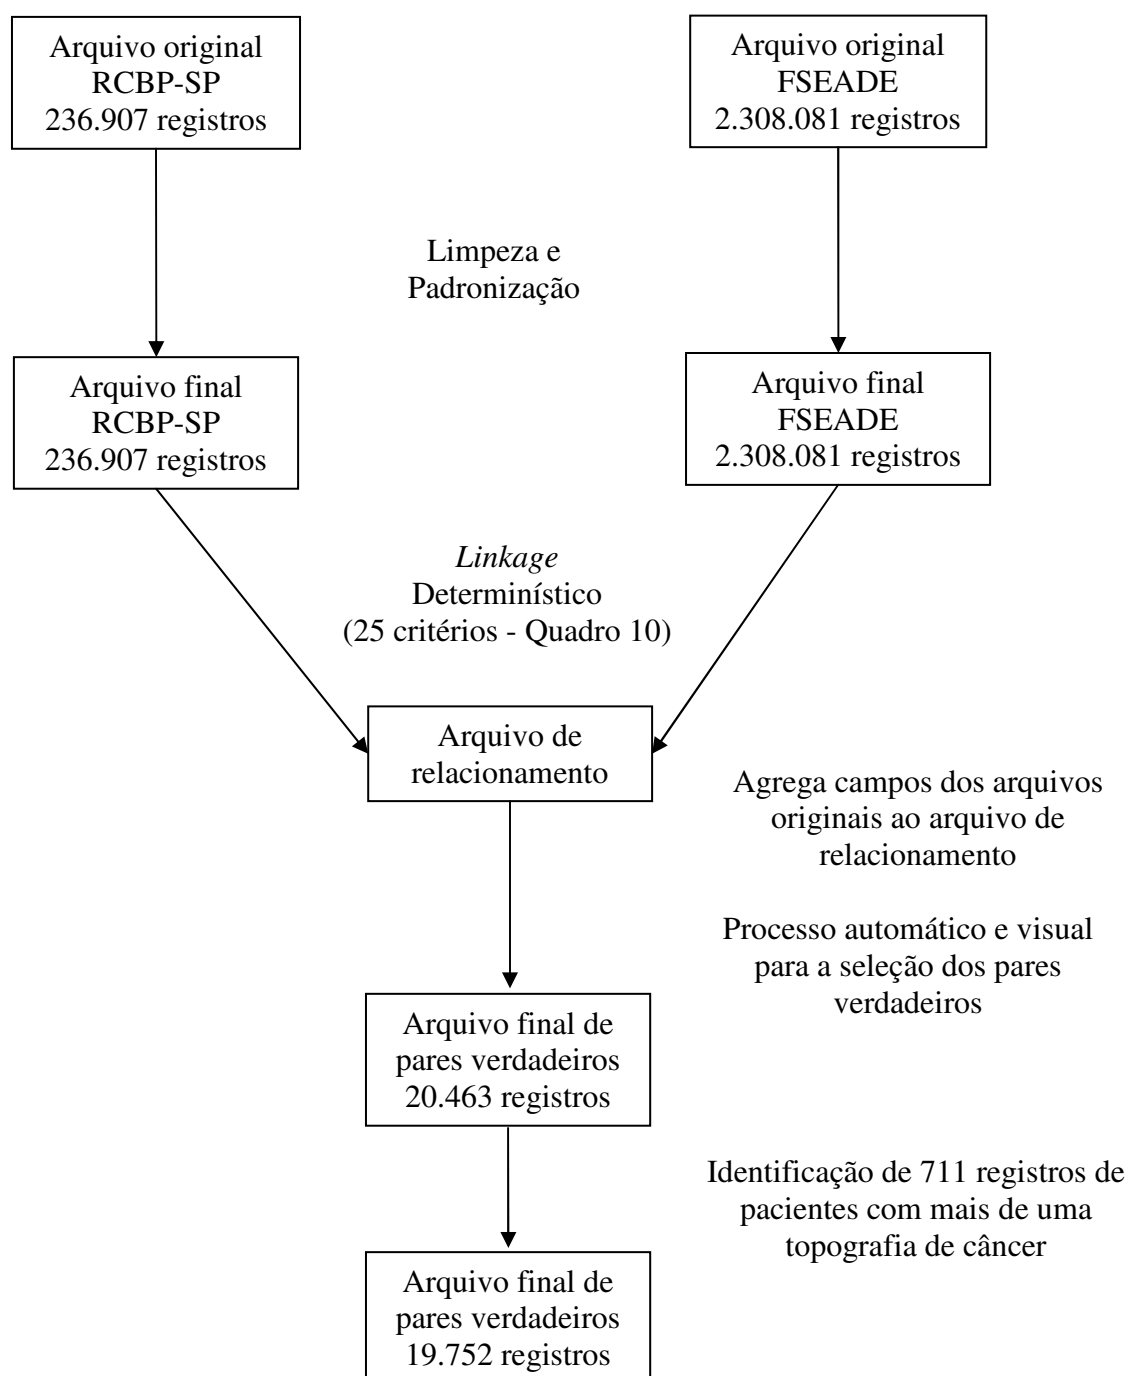 Arquivo original
RCBP-SP
236.907 registros
Arquivo original
FSEADE
2.308.081 registros
Limpeza e
Padronização
Arquivo final
RCBP-SP
236.907 registros
Arquivo final
FSEADE
2.308.081 registros
Linkage
Determinístico
(25 critérios - Quadro 10)
Arquivo de
relacionamento
Agrega campos dos arquivos
originais ao arquivo de
relacionamento
Processo automático e visual
para a seleção dos pares
verdadeiros
Arquivo final de
pares verdadeiros
20.463 registros
Identificação de 711 registros de
pacientes com mais de uma
topografia de câncer
Arquivo final de
pares verdadeiros
19.752 registros